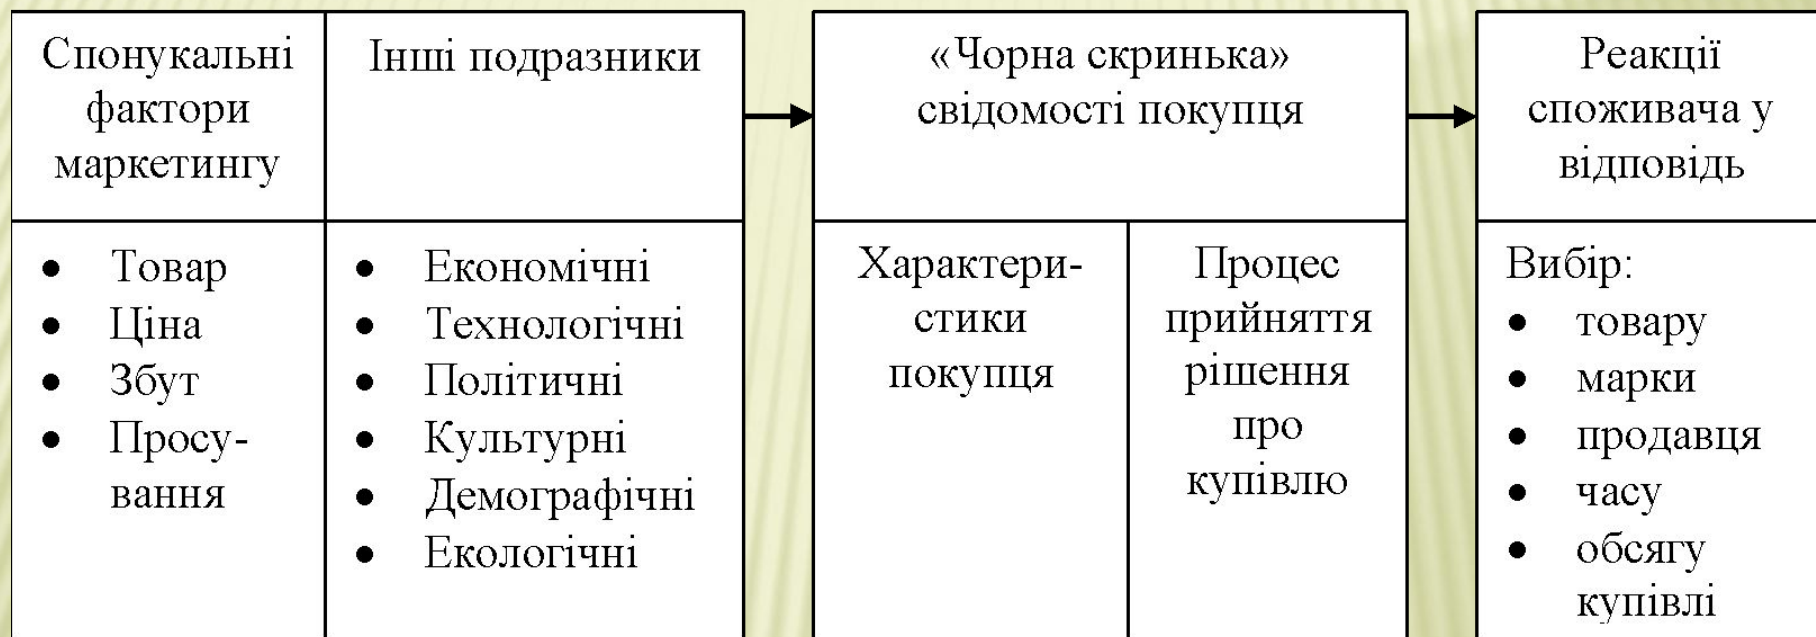 Спонукальні
фактори
маркетингу
Інші подразники
«Чорна скринька»
свідомості покупця
Реакції
споживача у
відповідь
• Товар
• Ціна
• Збут
• Просу-
вання
• Економічні
• Технологічні
• Політичні
• Культурні
• Демографічні
• Екологічні
Характери-
стики
покупця
Процес
прийняття
рішення
про
купівлю
Вибір:
• товару
• марки
• продавця
• часу
• обсягу
купівлі